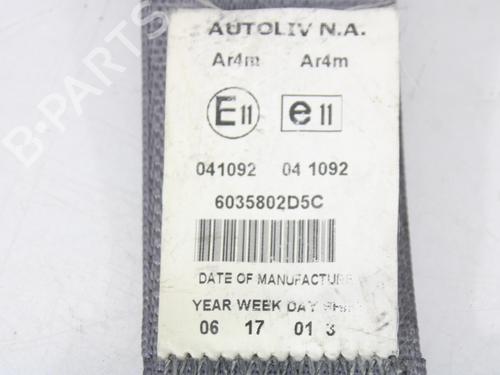 AUTOLIV N.A.
Ar4m Ar4m
E11 e11
041092 04 1092
6035802D5C
DATE OF MANUFACTURE
YEAR WEEK DAY
06 17 01 3
B-PARTS